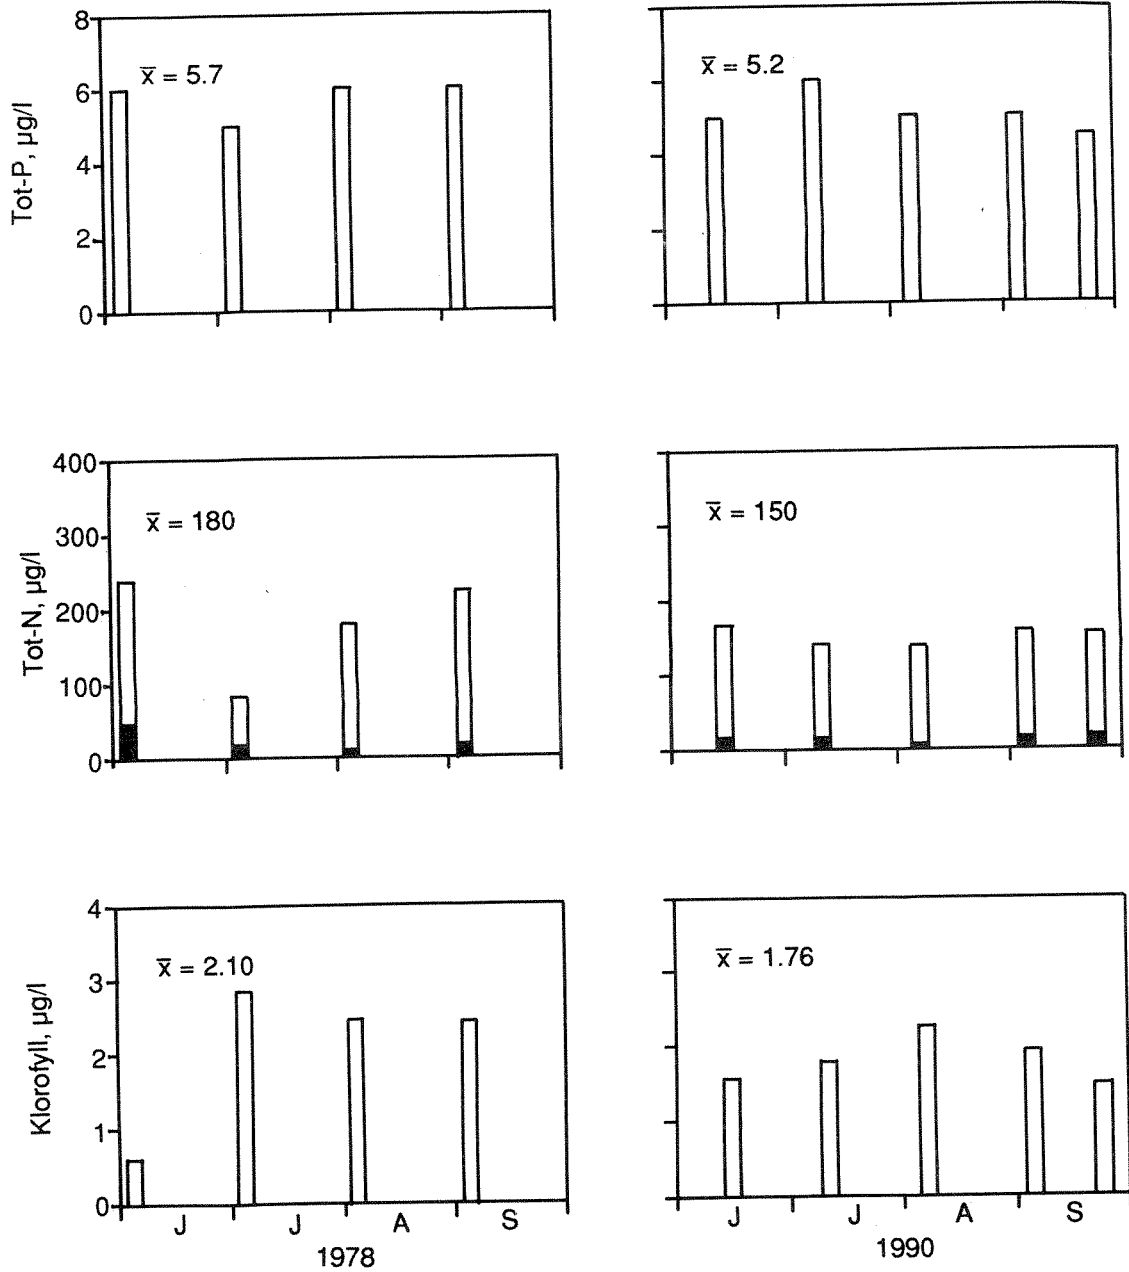 Tot-P, µg/l
8
6
4
2
0
x̄ = 5.7
x̄ = 5.2
Tot-N, µg/l
400
300
200
100
0
x̄ = 180
x̄ = 150
Klorofyll, µg/l
4
3
2
1
0
x̄ = 2.10
x̄ = 1.76
J J A S
1978
J J A S
1990